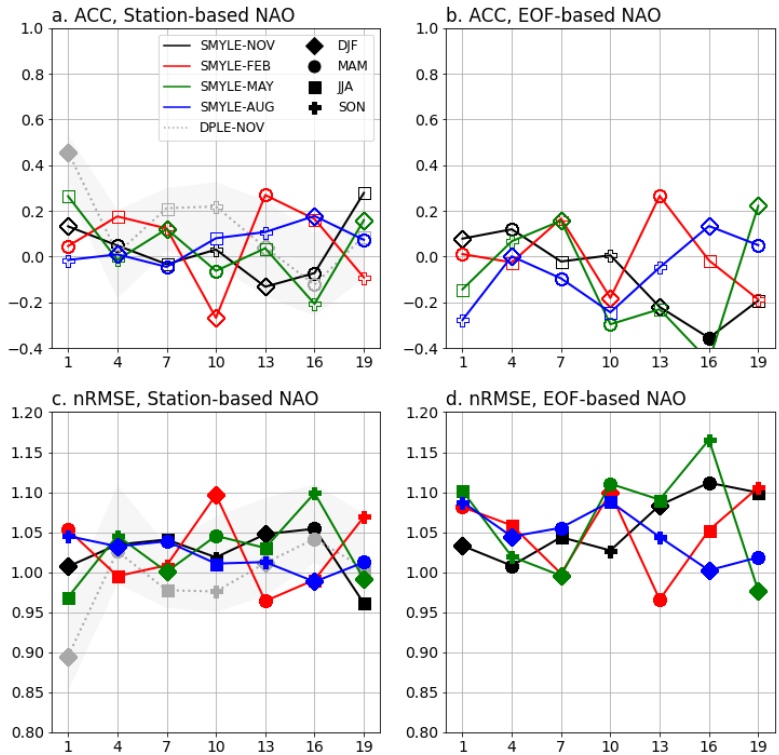 a. ACC, Station-based NAO
1.0
0.8
0.6
0.4
0.2
0.0
−0.2
−0.4
1 4 7 10 13 16 19
SMYLE-NOV
SMYLE-FEB
SMYLE-MAY
SMYLE-AUG
DPLE-NOV
DJF
MAM
JJA
SON
b. ACC, EOF-based NAO
1.0
0.8
0.6
0.4
0.2
0.0
−0.2
−0.4
1 4 7 10 13 16 19
c. nRMSE, Station-based NAO
1.20
1.15
1.10
1.05
1.00
0.95
0.90
0.85
0.80
1 4 7 10 13 16 19
d. nRMSE, EOF-based NAO
1.20
1.15
1.10
1.05
1.00
0.95
0.90
0.85
0.80
1 4 7 10 13 16 19